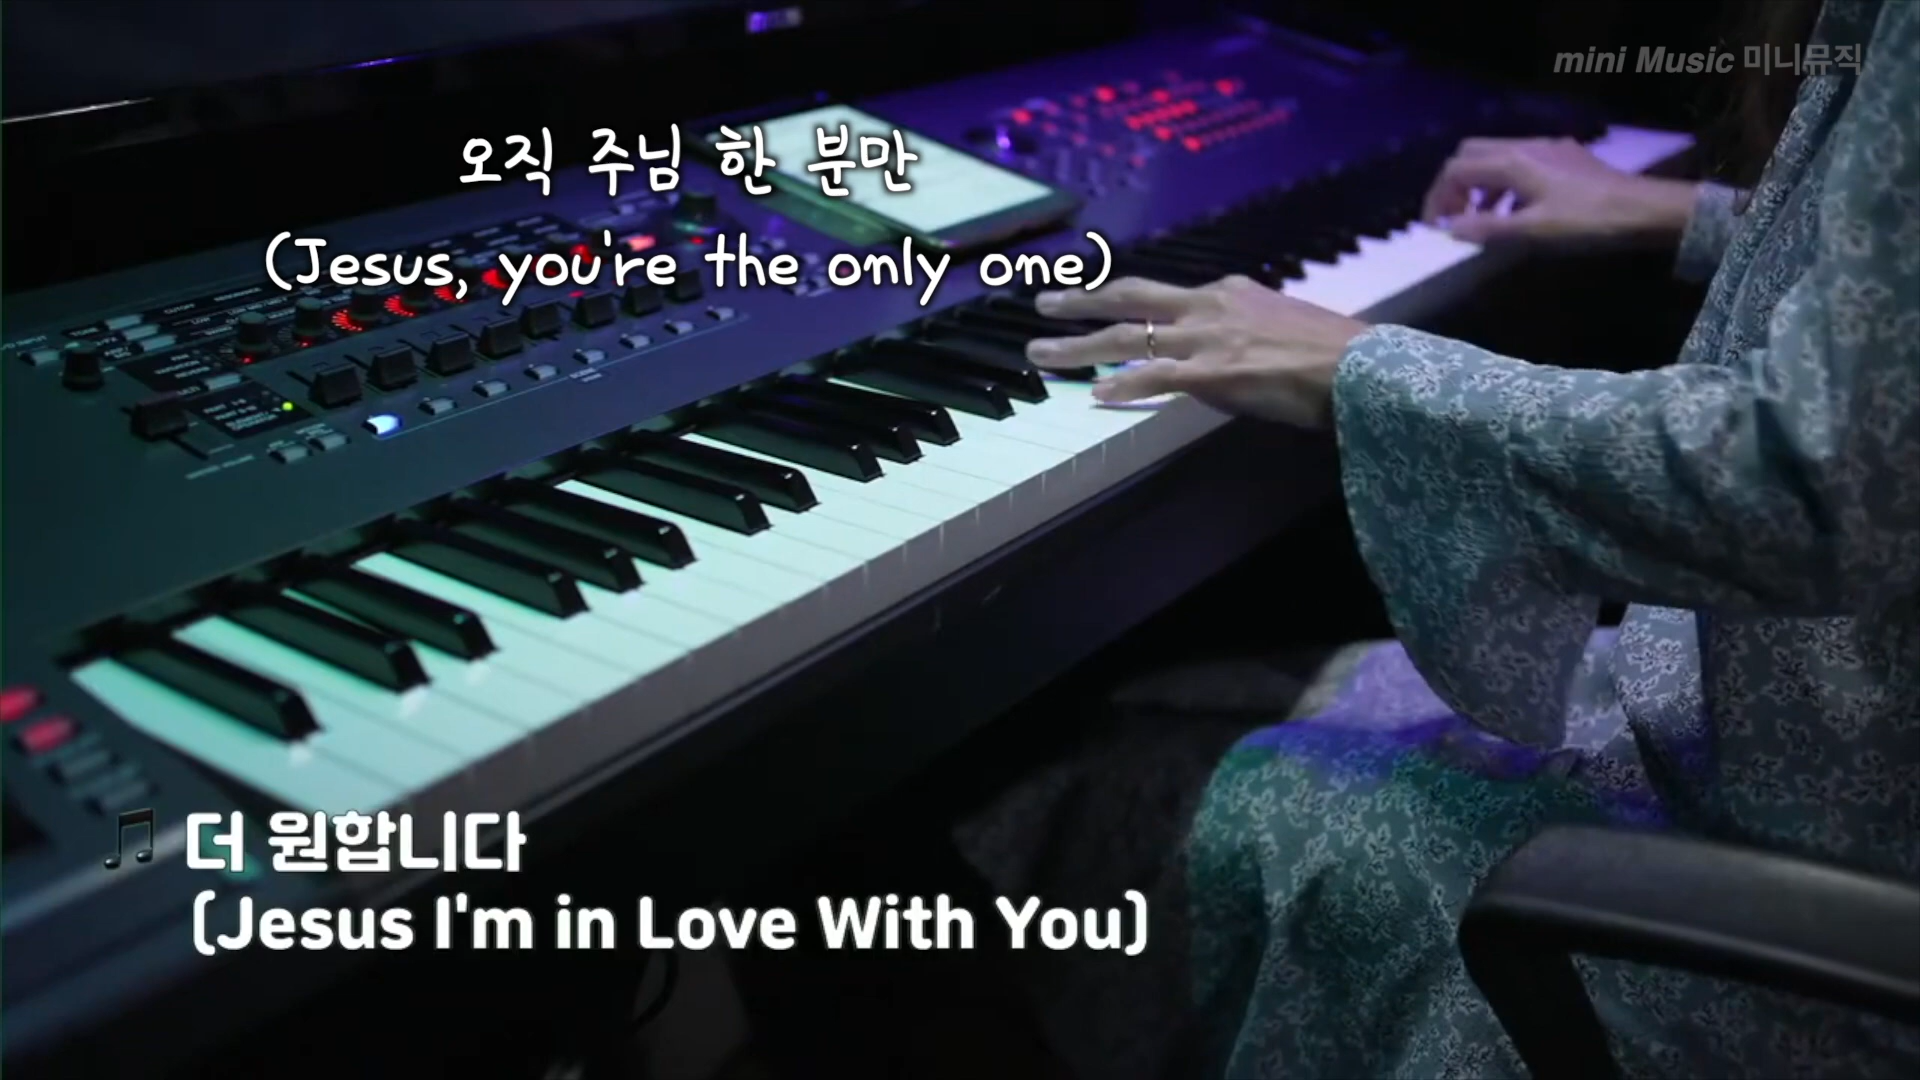 mini Music 미니뮤직
오직 주님 한 분만
(Jesus, you're the only one)
더 원합니다
(Jesus I'm in Love With You)